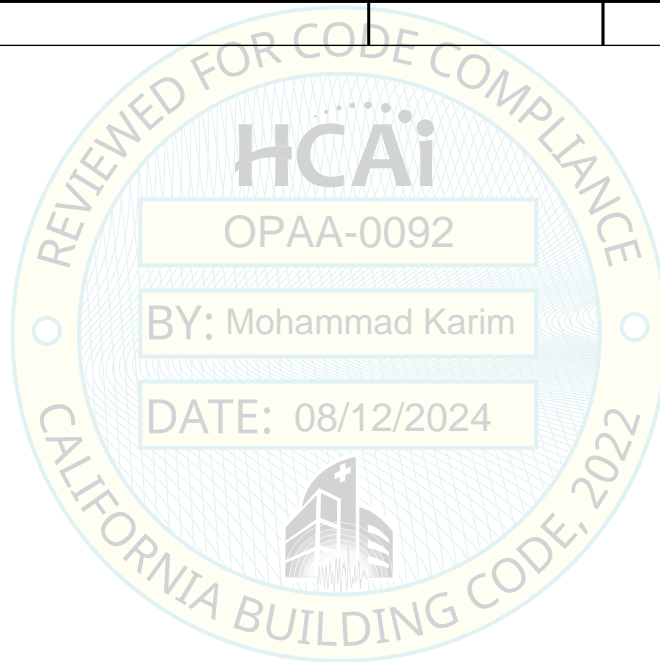 REVIEWED FOR CODE COMPLIANCE
HCAi
OPAA-0092
BY: Mohammad Karim
DATE: 08/12/2024
CALIFORNIA BUILDING CODE, 2022